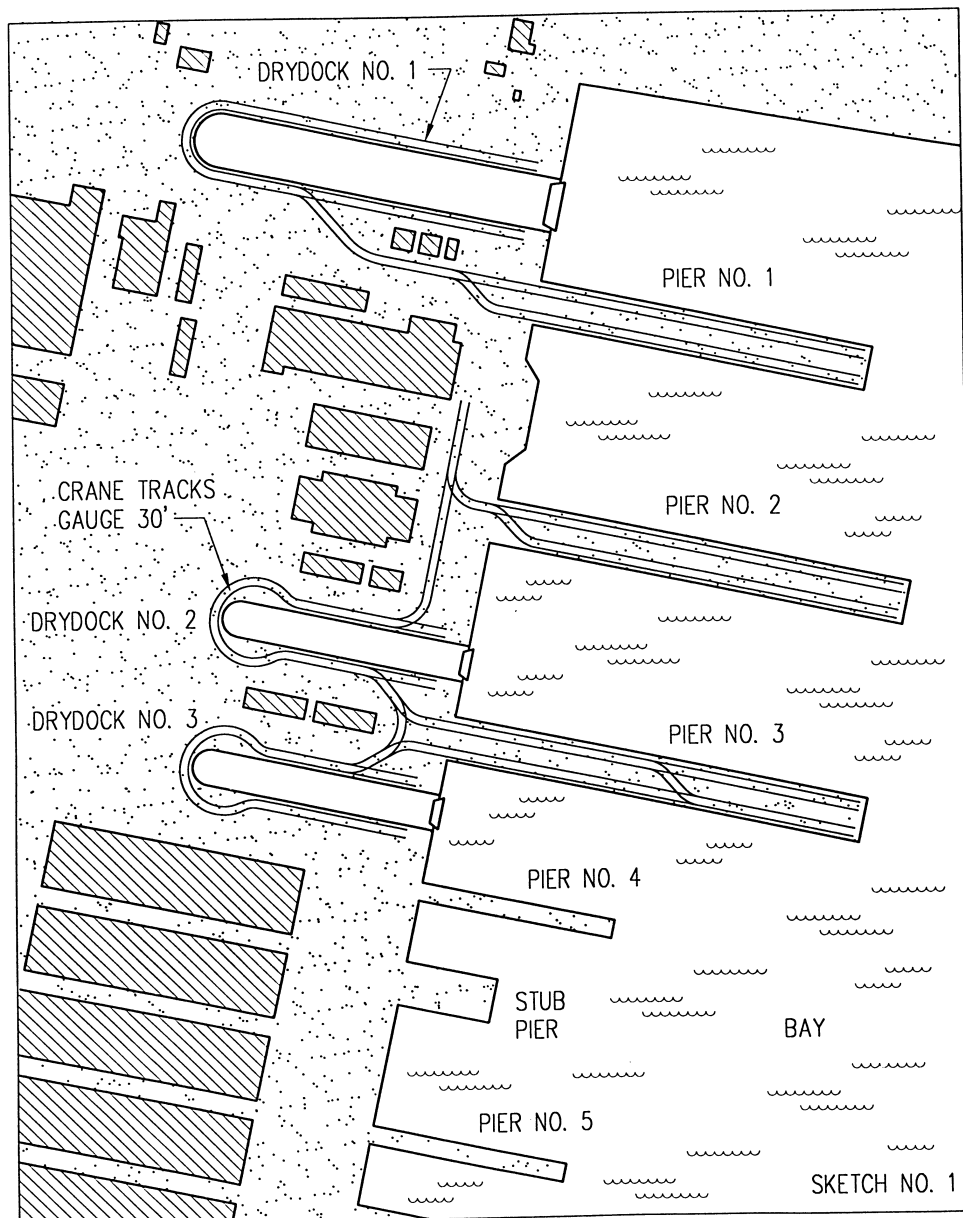 DRYDOCK NO. 1
PIER NO. 1
CRANE TRACKS
GAUGE 30'
PIER NO. 2
DRYDOCK NO. 2
DRYDOCK NO. 3
PIER NO. 3
PIER NO. 4
STUB
PIER
BAY
PIER NO. 5
SKETCH NO. 1